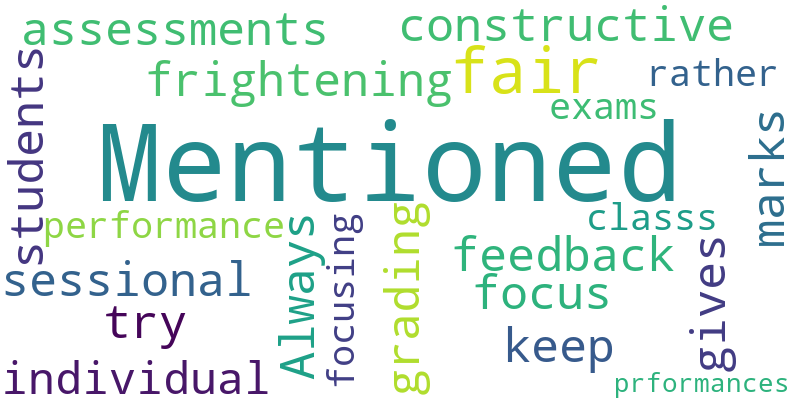 assessments
constructive
frightening
fair
rather
students
exams
Mentioned
marks
performance
Always
focusing
grading
classs
feedback
gives
sessional
focus
try
keep
individual
prformances